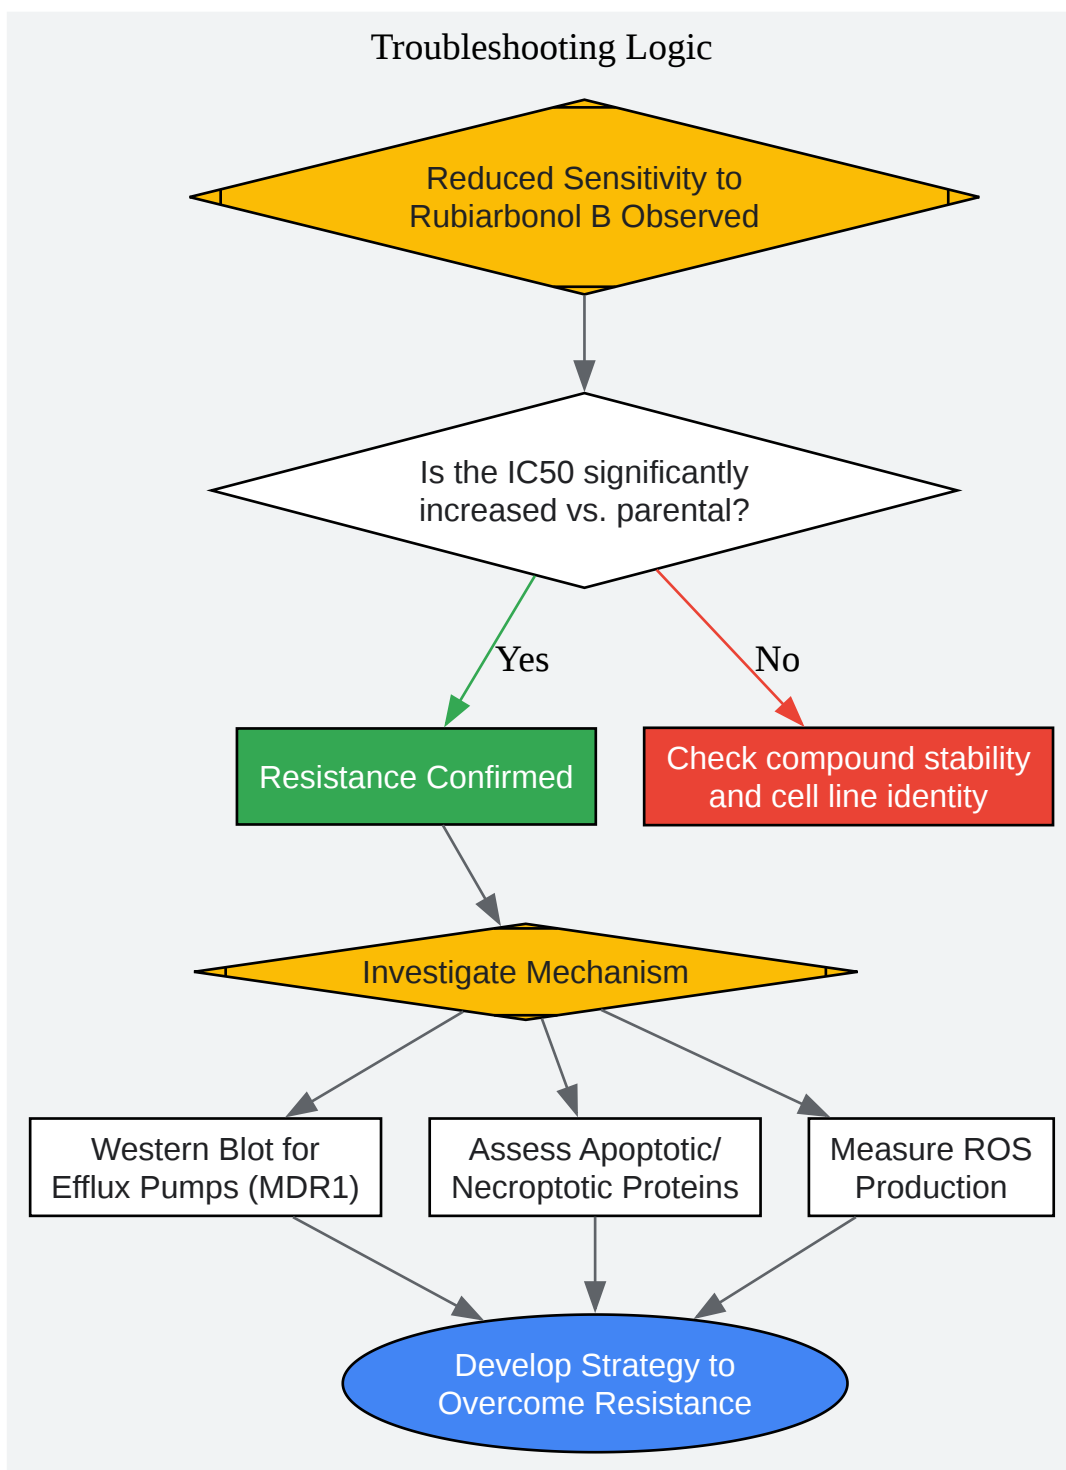 Troubleshooting Logic
Reduced Sensitivity to
Rubiarbonol B Observed
Is the IC50 significantly
increased vs. parental?
Yes
No
Resistance Confirmed
Check compound stability
and cell line identity
Investigate Mechanism
Western Blot for
Efflux Pumps (MDR1)
Assess Apoptotic/
Necroptotic Proteins
Measure ROS
Production
Develop Strategy to
Overcome Resistance